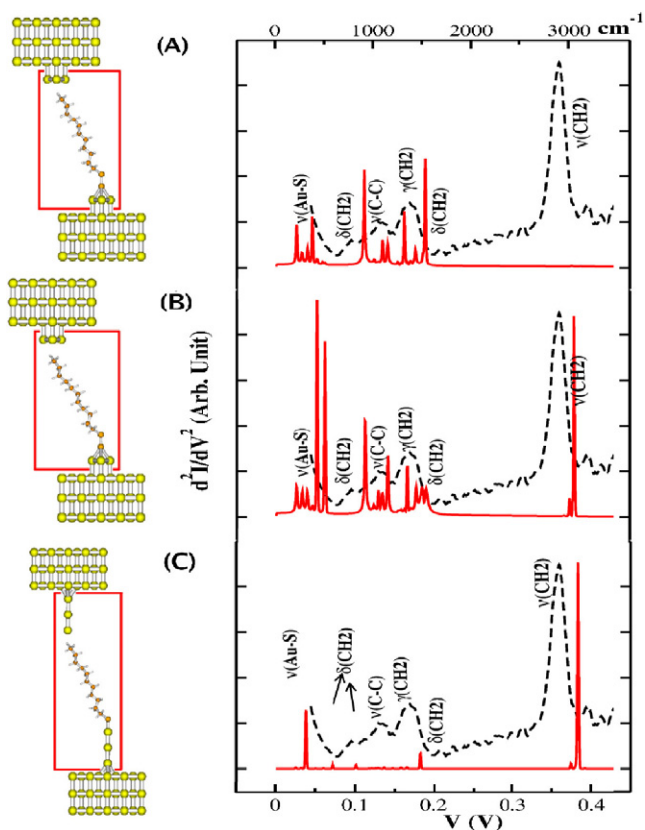 (A)
0 1000 2000 3000 cm-1
ν(Au-S)
δ(CH2)
ν(C-C)
γ(CH2)
δ(CH2)
ν(CH2)
(B)
d2I/dV2 (Arb. Unit)
ν(Au-S)
δ(CH2)
ν(C-C)
γ(CH2)
δ(CH2)
ν(CH2)
(C)
ν(Au-S)
δ(CH2)
ν(C-C)
γ(CH2)
δ(CH2)
ν(CH2)
0 0.1 0.2 0.3 0.4
V (V)